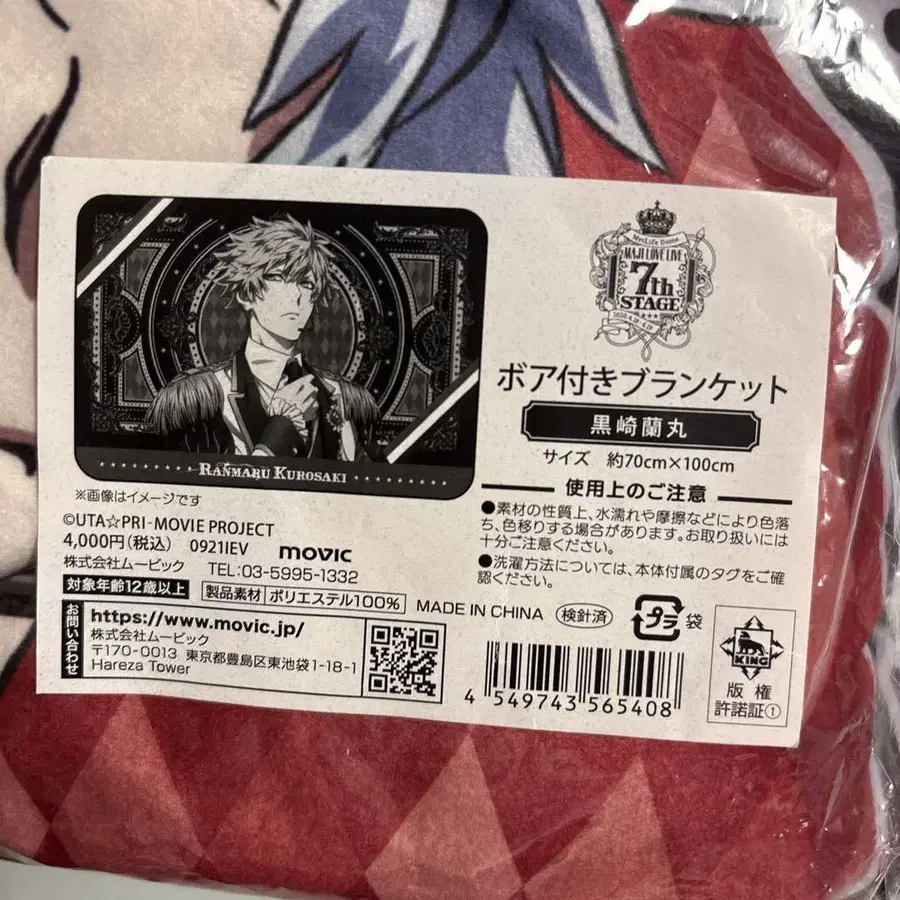 MetLife Dome
MAJI LOVE LIVE
7th
STAGE
ボア付きブランケット
黒崎蘭丸
サイズ 約70cm×100cm
使用上のご注意
●素材の性質上、水濡れや摩擦などにより色落
ち、色移りする場合があります。お取り扱いには
十分ご注意ください。
●洗濯方法については、本体付属のタグをご確
認ください。
RANMARU KUROSAKI
※画像はイメージです
©UTA☆PRI-MOVIE PROJECT
4,000円(税込) 0921IEV movic
株式会社ムービック TEL:03-5995-1332
対象年齢12歳以上 製品素材 ポリエステル100% MADE IN CHINA 検針済 プラ 袋
お問い合わせ
https://www.movic.jp/
株式会社ムービック
〒170-0013 東京都豊島区東池袋1-18-1
Hareza Tower
4 549743 565408
KING
版権
許諾証①